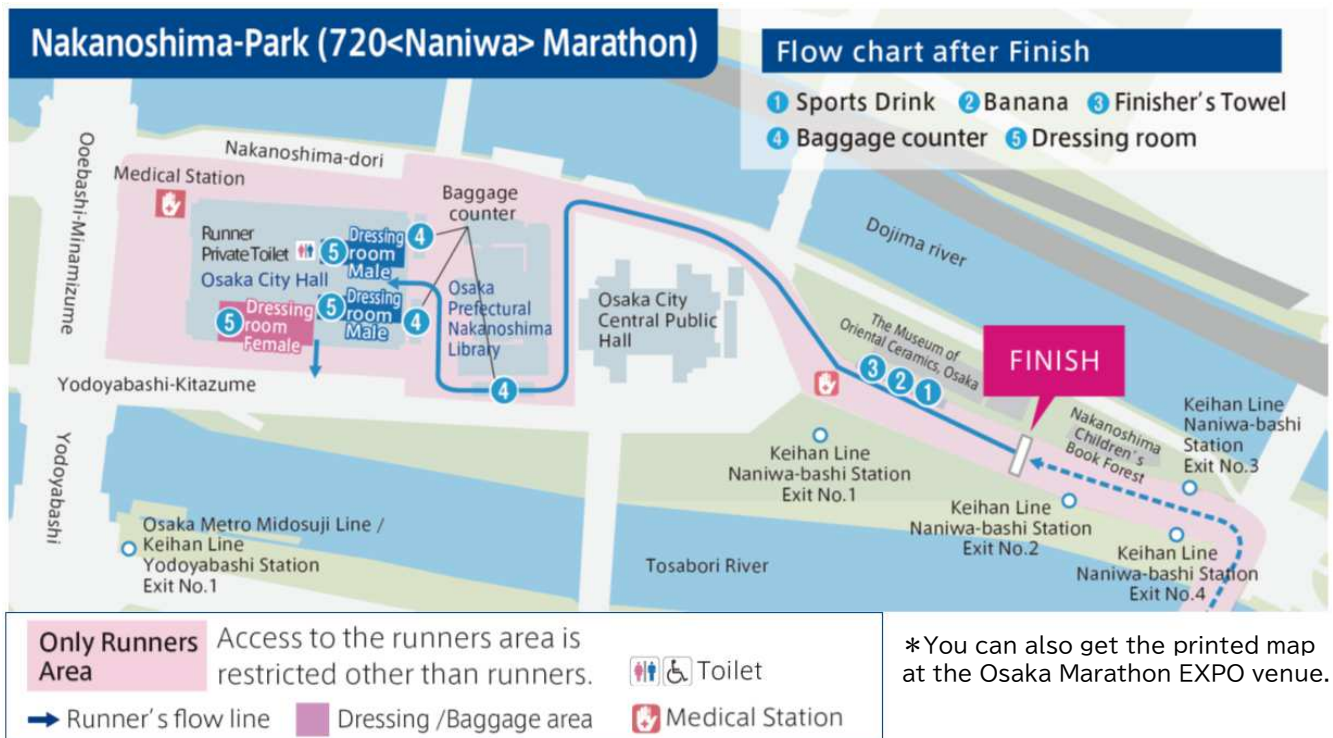 Nakanoshima-Park (720<Naniwa> Marathon)
Flow chart after Finish
1 Sports Drink 2 Banana 3 Finisher's Towel
4 Baggage counter 5 Dressing room
Ooebashi-Minamizume
Nakanoshima-dori
Medical Station
Baggage
counter
Runner
Private Toilet
5 Dressing
room
Male
4
Osaka City Hall
5 Dressing
room
Male
4
5 Dressing
room
Female
Osaka
Prefectural
Nakanoshima
Library
4
Osaka City
Central Public
Hall
Dojima river
The Museum of
Oriental Ceramics, Osaka
3 2 1
FINISH
Nakanoshima
Children's
Book Forest
Keihan Line
Naniwa-bashi
Station
Exit No.3
Yodoyabashi-Kitazume
Yodoyabashi
Keihan Line
Naniwa-bashi Station
Exit No.1
Keihan Line
Naniwa-bashi Station
Exit No.2
Keihan Line
Naniwa-bashi Station
Exit No.4
Osaka Metro Midosuji Line /
Keihan Line
Yodoyabashi Station
Exit No.1
Tosabori River
Only Runners
Area
Access to the runners area is
restricted other than runners.
Toilet
Runner's flow line
Dressing /Baggage area
Medical Station
*You can also get the printed map
at the Osaka Marathon EXPO venue.